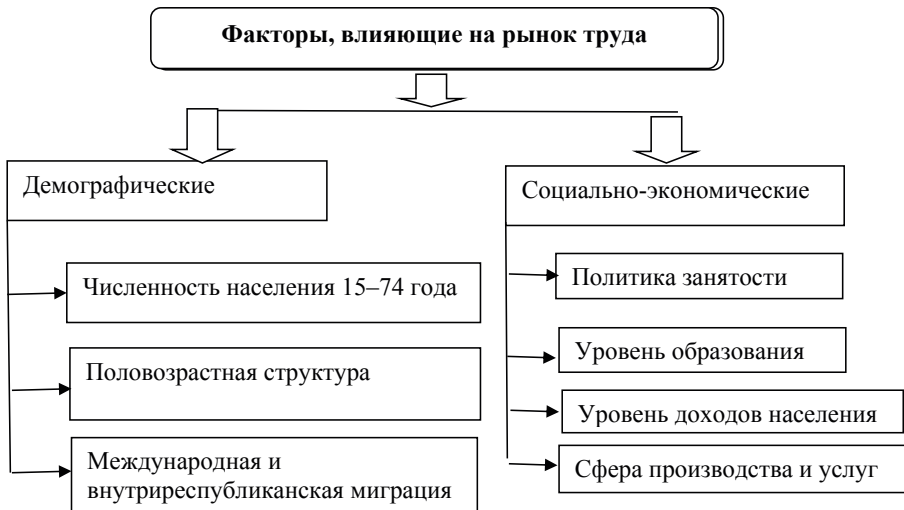 Факторы, влияющие на рынок труда
Демографические
Численность населения 15–74 года
Половозрастная структура
Международная и
внутриреспубликанская миграция
Социально-экономические
Политика занятости
Уровень образования
Уровень доходов населения
Сфера производства и услуг